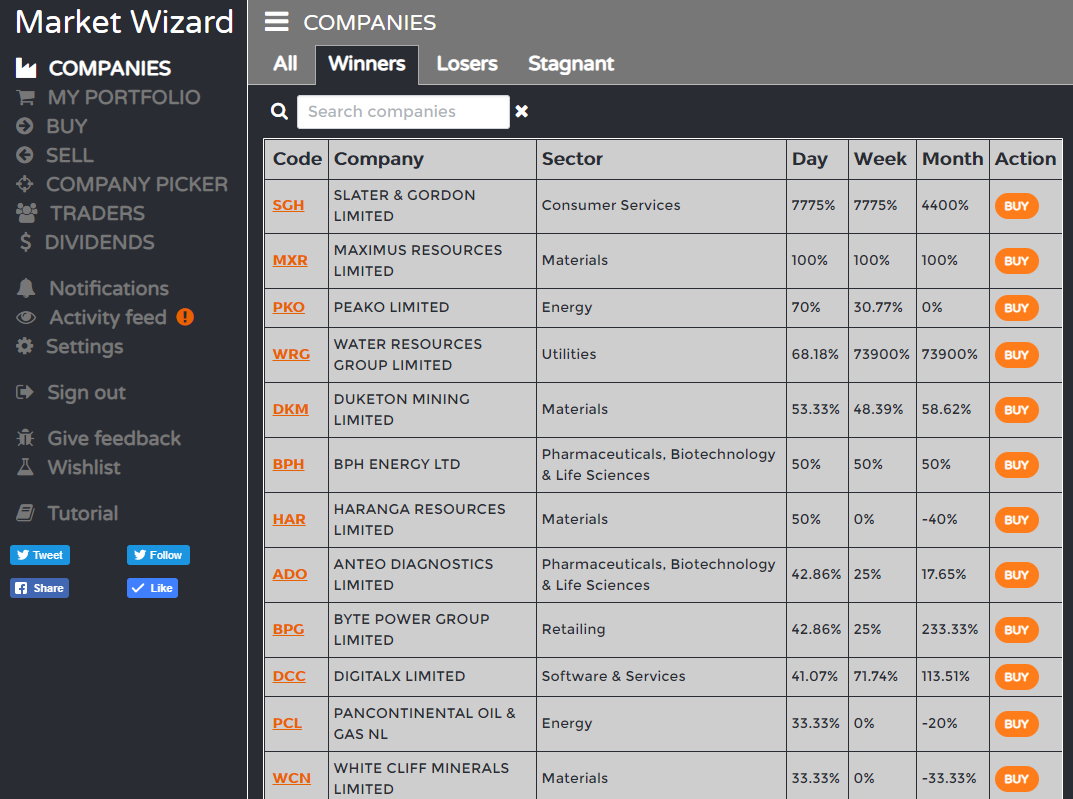 Market Wizard
COMPANIES
MY PORTFOLIO
BUY
SELL
COMPANY PICKER
TRADERS
DIVIDENDS
Notifications
Activity feed
Settings
Sign out
Give feedback
Wishlist
Tutorial
Tweet Follow
Share Like
COMPANIES
All Winners Losers Stagnant
Search companies
Code Company Sector Day Week Month Action
SGH SLATER & GORDON
LIMITED Consumer Services 7775% 7775% 4400% BUY
MXR MAXIMUS RESOURCES
LIMITED Materials 100% 100% 100% BUY
PKO PEAKO LIMITED Energy 70% 30.77% 0% BUY
WRG WATER RESOURCES
GROUP LIMITED Utilities 68.18% 73900% 73900% BUY
DKM DUKETON MINING
LIMITED Materials 53.33% 48.39% 58.62% BUY
BPH BPH ENERGY LTD Pharmaceuticals, Biotechnology
& Life Sciences 50% 50% 50% BUY
HAR HARANGA RESOURCES
LIMITED Materials 50% 0% -40% BUY
ADO ANTEO DIAGNOSTICS
LIMITED Pharmaceuticals, Biotechnology
& Life Sciences 42.86% 25% 17.65% BUY
BPG BYTE POWER GROUP
LIMITED Retailing 42.86% 25% 233.33% BUY
DCC DIGITALX LIMITED Software & Services 41.07% 71.74% 113.51% BUY
PCL PANCONTINENTAL OIL &
GAS NL Energy 33.33% 0% -20% BUY
WCN WHITE CLIFF MINERALS
LIMITED Materials 33.33% 0% -33.33% BUY